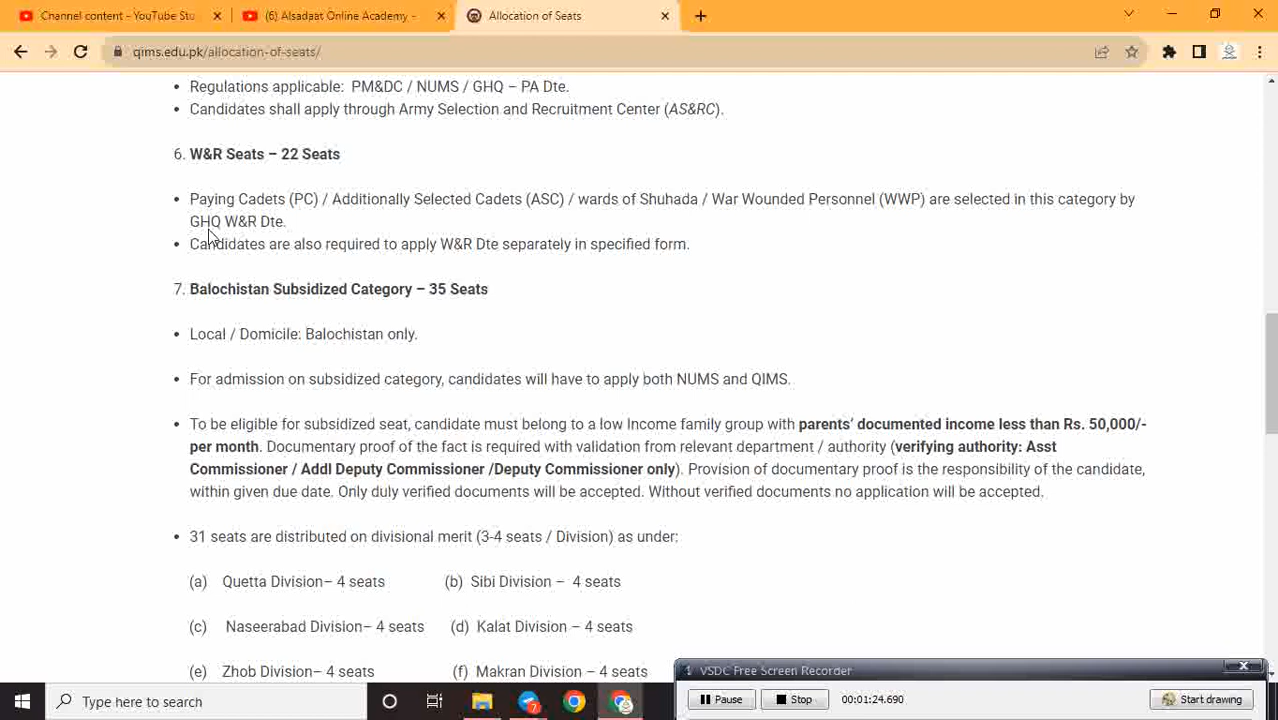 Channel content - YouTube Stu
(6) Alsadaat Online Academy -
Allocation of Seats
qims.edu.pk/allocation-of-seats/
• Regulations applicable: PM&DC / NUMS / GHQ – PA Dte.
• Candidates shall apply through Army Selection and Recruitment Center (AS&RC).
6. W&R Seats – 22 Seats
• Paying Cadets (PC) / Additionally Selected Cadets (ASC) / wards of Shuhada / War Wounded Personnel (WWP) are selected in this category by
GHQ W&R Dte.
• Candidates are also required to apply W&R Dte separately in specified form.
7. Balochistan Subsidized Category – 35 Seats
• Local / Domicile: Balochistan only.
• For admission on subsidized category, candidates will have to apply both NUMS and QIMS.
• To be eligible for subsidized seat, candidate must belong to a low Income family group with parents’ documented income less than Rs. 50,000/-
per month. Documentary proof of the fact is required with validation from relevant department / authority (verifying authority: Asst
Commissioner / Addl Deputy Commissioner /Deputy Commissioner only). Provision of documentary proof is the responsibility of the candidate,
within given due date. Only duly verified documents will be accepted. Without verified documents no application will be accepted.
• 31 seats are distributed on divisional merit (3-4 seats / Division) as under:
(a) Quetta Division– 4 seats (b) Sibi Division – 4 seats
(c) Naseerabad Division– 4 seats (d) Kalat Division – 4 seats
(e) Zhob Division– 4 seats (f) Makran Division – 4 seats
VSDC Free Screen Recorder
Pause Stop 00:01:24.690 Start drawing
Type here to search
7